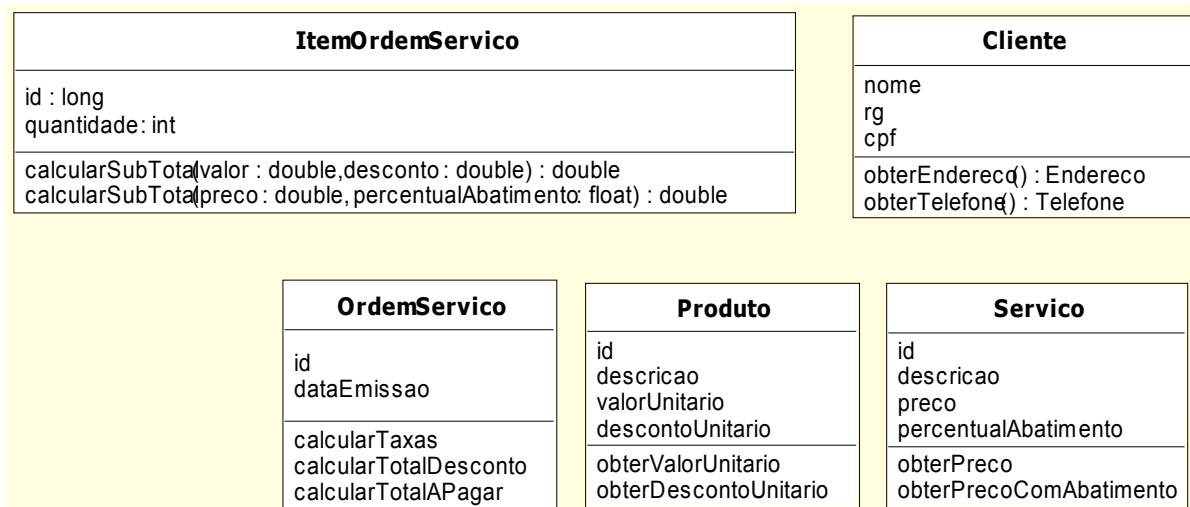 ItemOrdemServico
id : long
quantidade: int
calcularSubTotal(valor : double,desconto : double) : double
calcularSubTotal(preco : double, percentualAbatimento: float) : double
Cliente
nome
rg
cpf
obterEndereco() : Endereco
obterTelefone() : Telefone
OrdemServico
id
dataEmissao
calcularTaxas
calcularTotalDesconto
calcularTotalAPagar
Produto
id
descricao
valorUnitario
descontoUnitario
obterValorUnitario
obterDescontoUnitario
Servico
id
descricao
preco
percentualAbatimento
obterPreco
obterPrecoComAbatimento